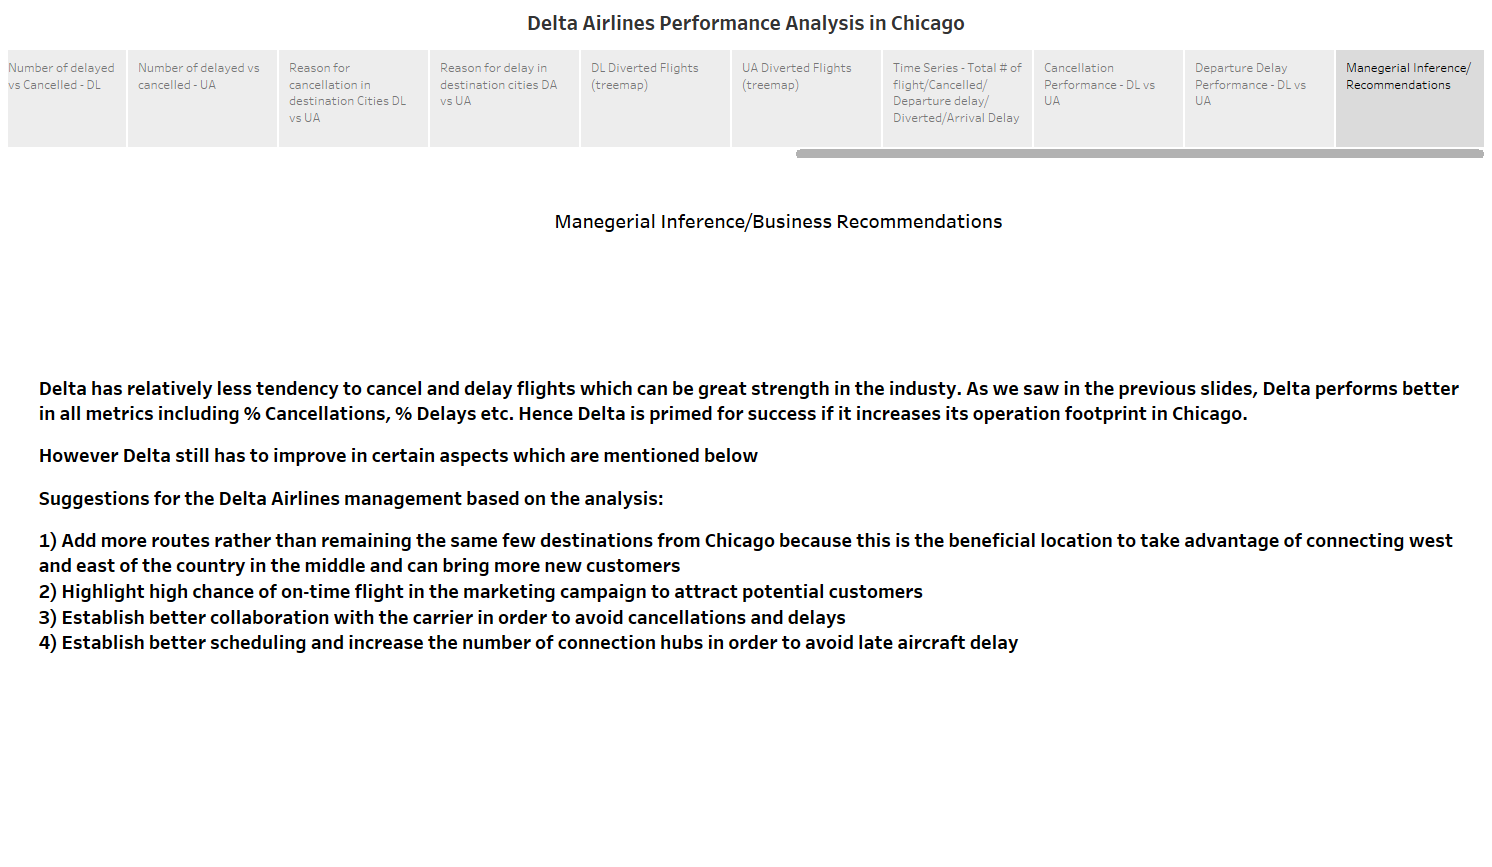 Delta Airlines Performance Analysis in Chicago
Number of delayed
vs Cancelled - DL
Number of delayed vs
cancelled - UA
Reason for
cancellation in
destination Cities DL
vs UA
Reason for delay in
destination cities DA
vs UA
DL Diverted Flights
(treemap)
UA Diverted Flights
(treemap)
Time Series - Total # of
flight/Cancelled/
Departure delay/
Diverted/Arrival Delay
Cancellation
Performance - DL vs
UA
Departure Delay
Performance - DL vs
UA
Manegerial Inference/
Recommendations
Manegerial Inference/Business Recommendations
Delta has relatively less tendency to cancel and delay flights which can be great strength in the industy. As we saw in the previous slides, Delta performs better
in all metrics including % Cancellations, % Delays etc. Hence Delta is primed for success if it increases its operation footprint in Chicago.
However Delta still has to improve in certain aspects which are mentioned below
Suggestions for the Delta Airlines management based on the analysis:
1) Add more routes rather than remaining the same few destinations from Chicago because this is the beneficial location to take advantage of connecting west
and east of the country in the middle and can bring more new customers
2) Highlight high chance of on-time flight in the marketing campaign to attract potential customers
3) Establish better collaboration with the carrier in order to avoid cancellations and delays
4) Establish better scheduling and increase the number of connection hubs in order to avoid late aircraft delay